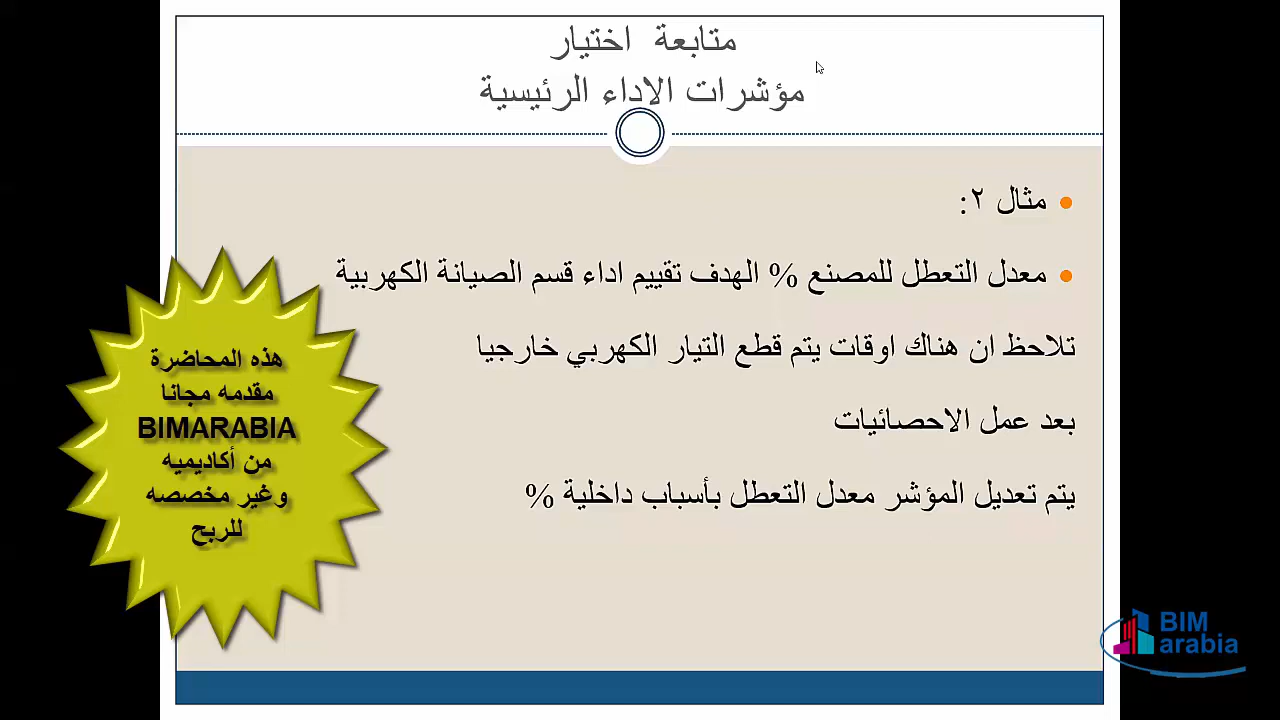 متابعة اختيار
مؤشرات الاداء الرئيسية
مثال ٢:
معدل التعطل للمصنع % الهدف تقييم اداء قسم الصيانة الكهربية
تلاحظ ان هناك اوقات يتم قطع التيار الكهربي خارجيا
بعد عمل الاحصائيات
يتم تعديل المؤشر معدل التعطل بأسباب داخلية %
هذه المحاضرة
مقدمه مجانا
BIMARABIA
من أكاديميه
وغير مخصصه
للربح
BIM
arabia